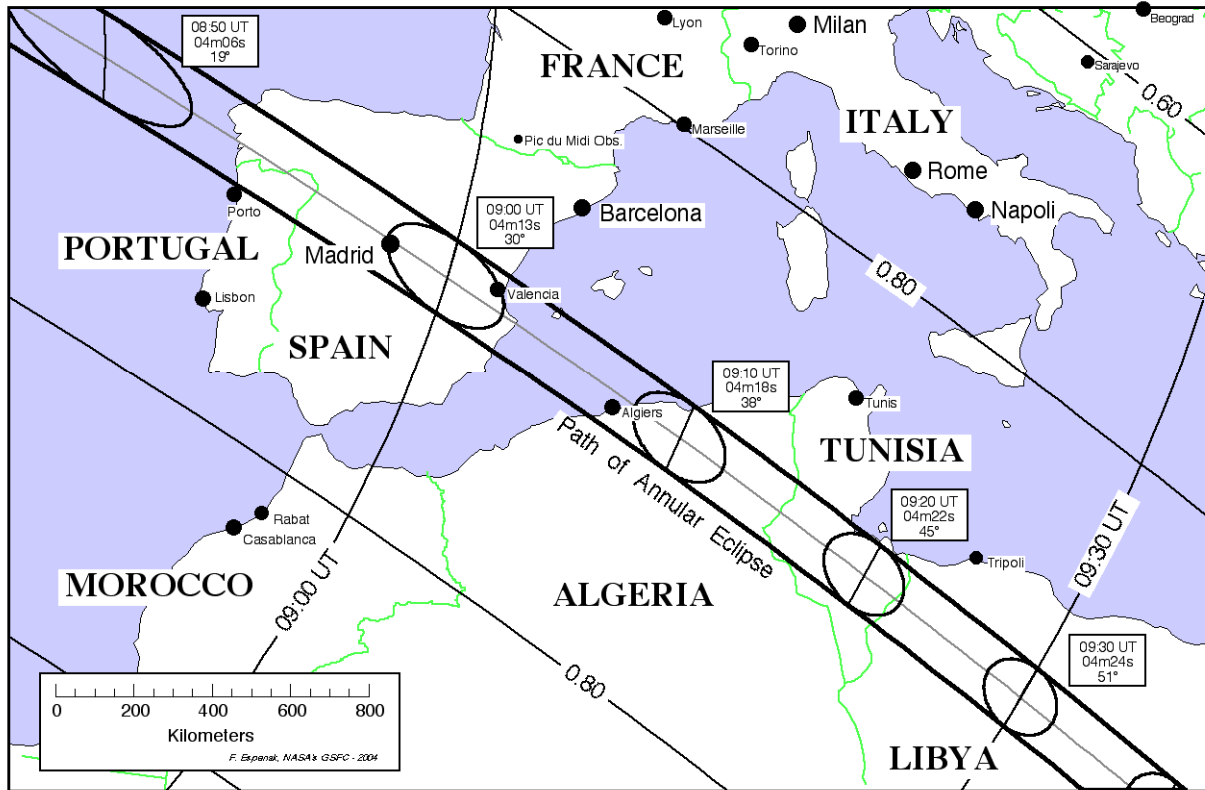 08:50 UT
04m06s
19°
Lyon
Milan
Torino
Beograd
FRANCE
Sarajevo
0.60
Marseille
ITALY
Pic du Midi Obs.
Rome
Porto
Barcelona
Napoli
09:00 UT
04m13s
30°
PORTUGAL
Madrid
0.80
Lisbon
Valencia
SPAIN
09:10 UT
04m18s
38°
Algiers
Tunis
TUNISIA
Path of Annular Eclipse
09:20 UT
04m22s
45°
Rabat
Casablanca
09:30 UT
Tripoli
MOROCCO
09:00 UT
ALGERIA
09:30 UT
04m24s
51°
0.80
0 200 400 600 800
Kilometers
F. Espenak, NASA's GSFC - 2004
LIBYA